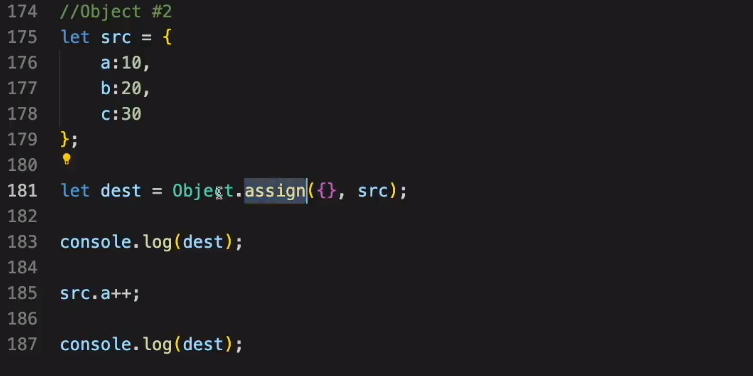 174 //Object #2
175 let src = {
176     a:10,
177     b:20,
178     c:30
179 };
180
181 let dest = Object.assign({}, src);
182
183 console.log(dest);
184
185 src.a++;
186
187 console.log(dest);